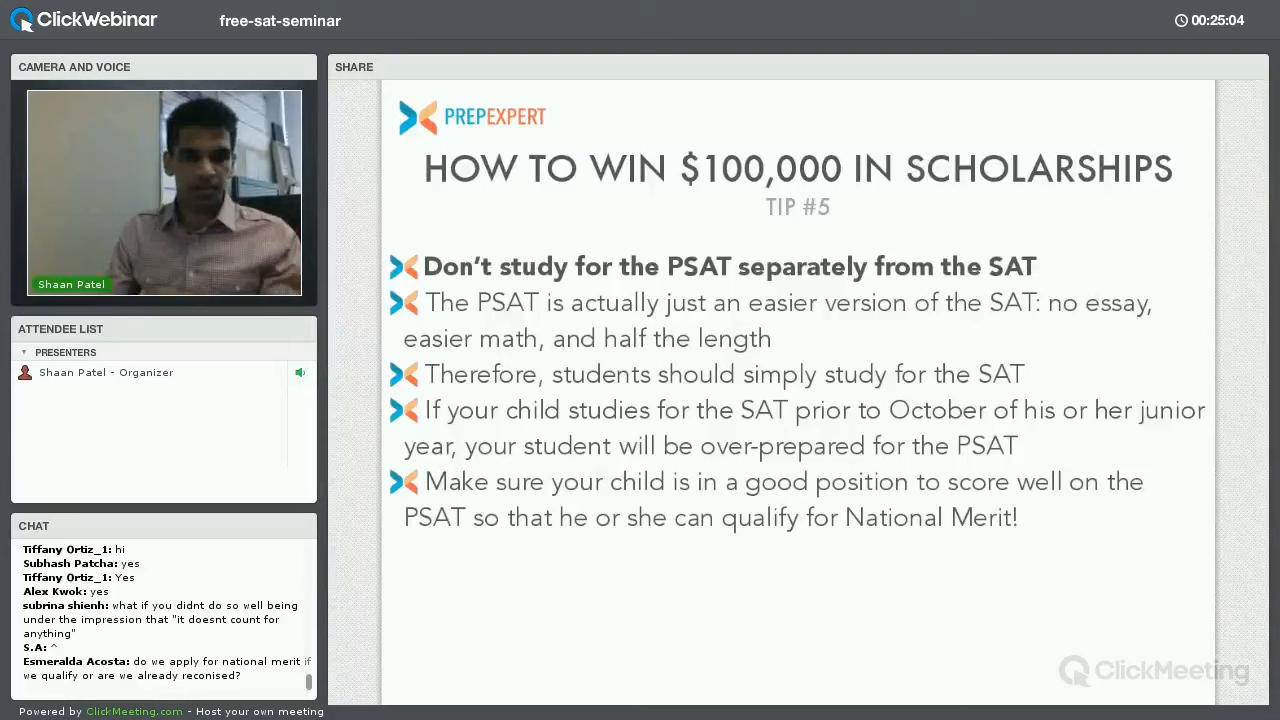 ClickWebinar
free-sat-seminar
00:25:04
CAMERA AND VOICE
Shaan Patel
ATTENDEE LIST
PRESENTERS
Shaan Patel - Organizer
CHAT
Tiffany Ortiz_1: hi
Subhash Patcha: yes
Tiffany Ortiz_1: Yes
Alex Kwok: yes
subrina shienh: what if you didnt do so well being
under the impression that "it doesnt count for
anything"
S.A: ^
Esmeralda Acosta: do we apply for national merit if
we qualify or are we already reconised?
Powered by ClickMeeting.com - Host your own meeting
SHARE
PREPEXPERT
HOW TO WIN $100,000 IN SCHOLARSHIPS
TIP #5
Don't study for the PSAT separately from the SAT
The PSAT is actually just an easier version of the SAT: no essay,
easier math, and half the length
Therefore, students should simply study for the SAT
If your child studies for the SAT prior to October of his or her junior
year, your student will be over-prepared for the PSAT
Make sure your child is in a good position to score well on the
PSAT so that he or she can qualify for National Merit!
ClickMeeting